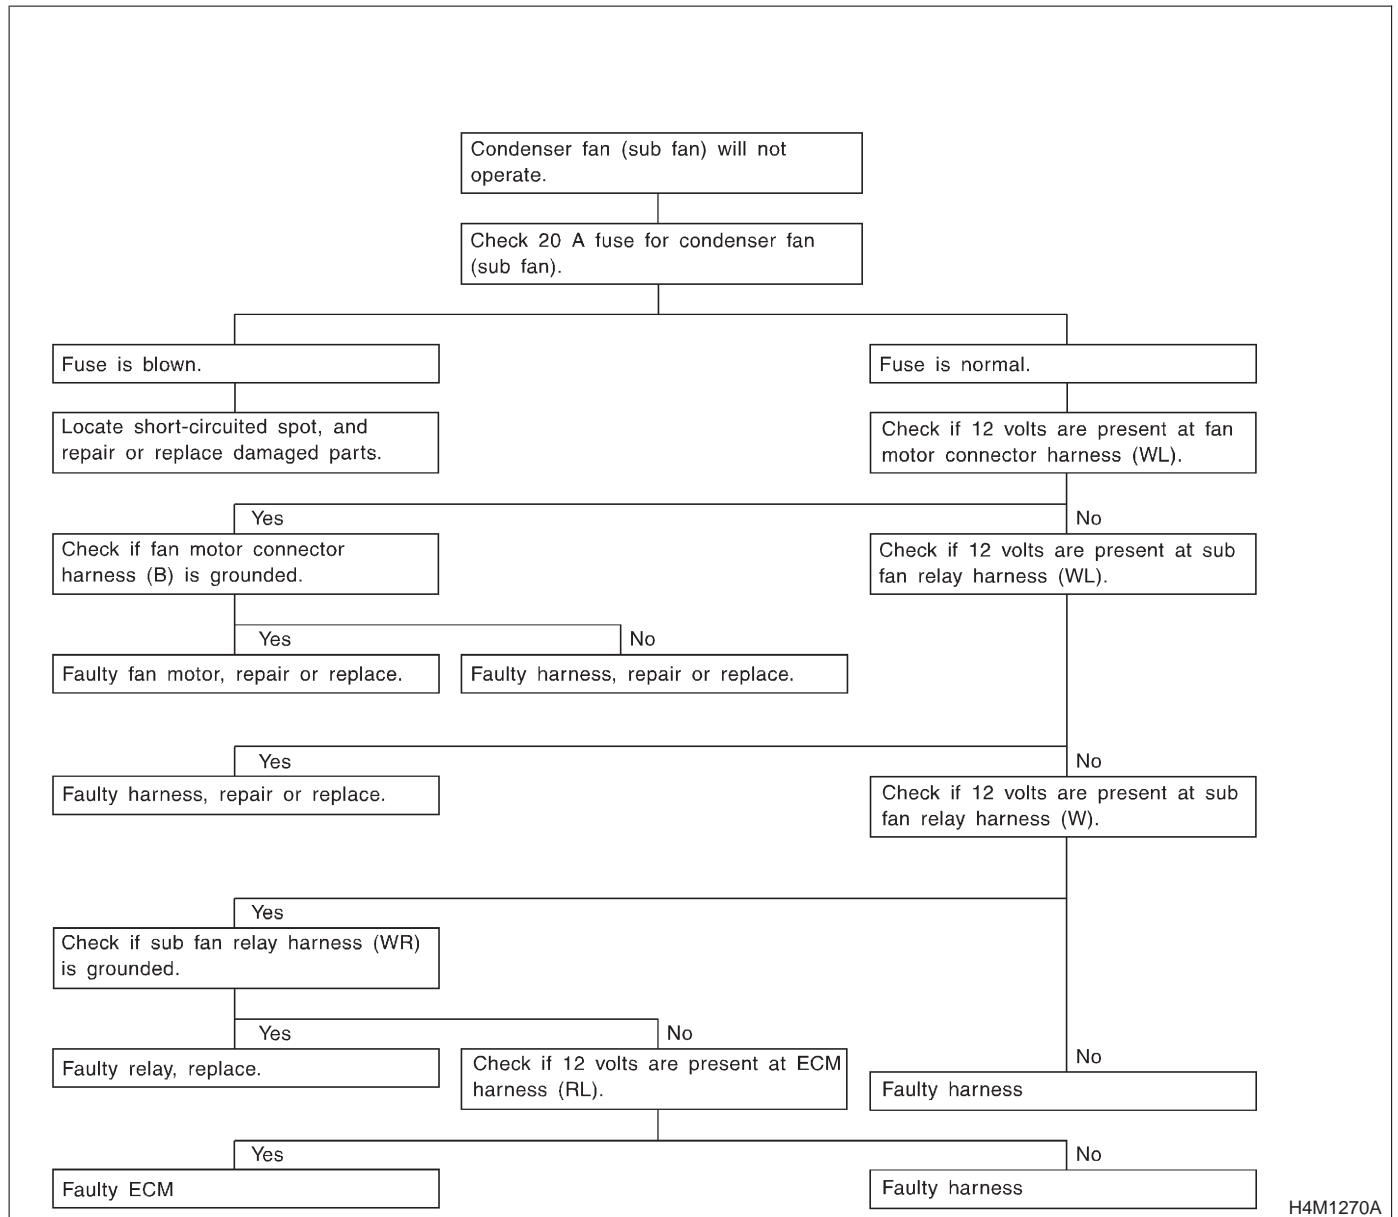 Condenser fan (sub fan) will not
operate.
Check 20 A fuse for condenser fan
(sub fan).
Fuse is blown.
Fuse is normal.
Locate short-circuited spot, and
repair or replace damaged parts.
Check if 12 volts are present at fan
motor connector harness (WL).
Yes
No
Check if fan motor connector
harness (B) is grounded.
Check if 12 volts are present at sub
fan relay harness (WL).
Yes
No
Faulty fan motor, repair or replace.
Faulty harness, repair or replace.
Yes
No
Faulty harness, repair or replace.
Check if 12 volts are present at sub
fan relay harness (W).
Yes
Check if sub fan relay harness (WR)
is grounded.
Yes
No
No
Faulty relay, replace.
Check if 12 volts are present at ECM
harness (RL).
Faulty harness
Yes
No
Faulty ECM
Faulty harness
H4M1270A